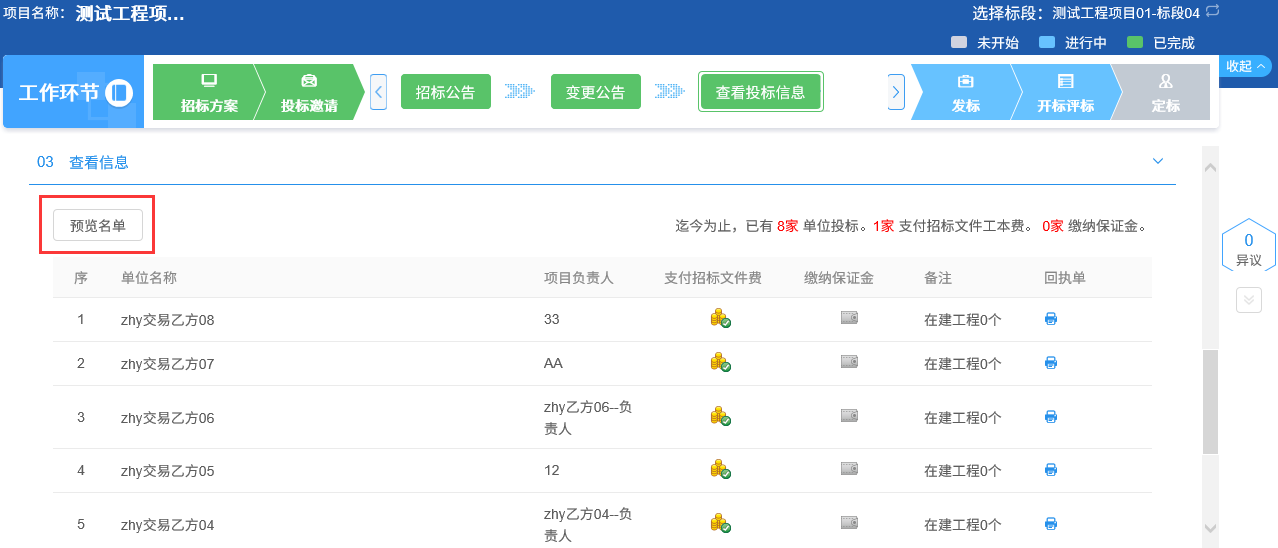 项目名称： 测试工程项…
选择标段：测试工程项目01-标段04
未开始 进行中 已完成
工作环节
招标方案
投标邀请
招标公告
变更公告
查看投标信息
发标
开标评标
定标
收起
03 查看信息
预览名单
迄今为止，已有 8家 单位投标。1家 支付招标文件工本费。 0家 缴纳保证金。
序 单位名称 项目负责人 支付招标文件费 缴纳保证金 备注 回执单
1 zhy交易乙方08 33 在建工程0个
2 zhy交易乙方07 AA 在建工程0个
3 zhy交易乙方06 zhy乙方06--负
责人 在建工程0个
4 zhy交易乙方05 12 在建工程0个
5 zhy交易乙方04 zhy乙方04--负
责人 在建工程0个
0
异议